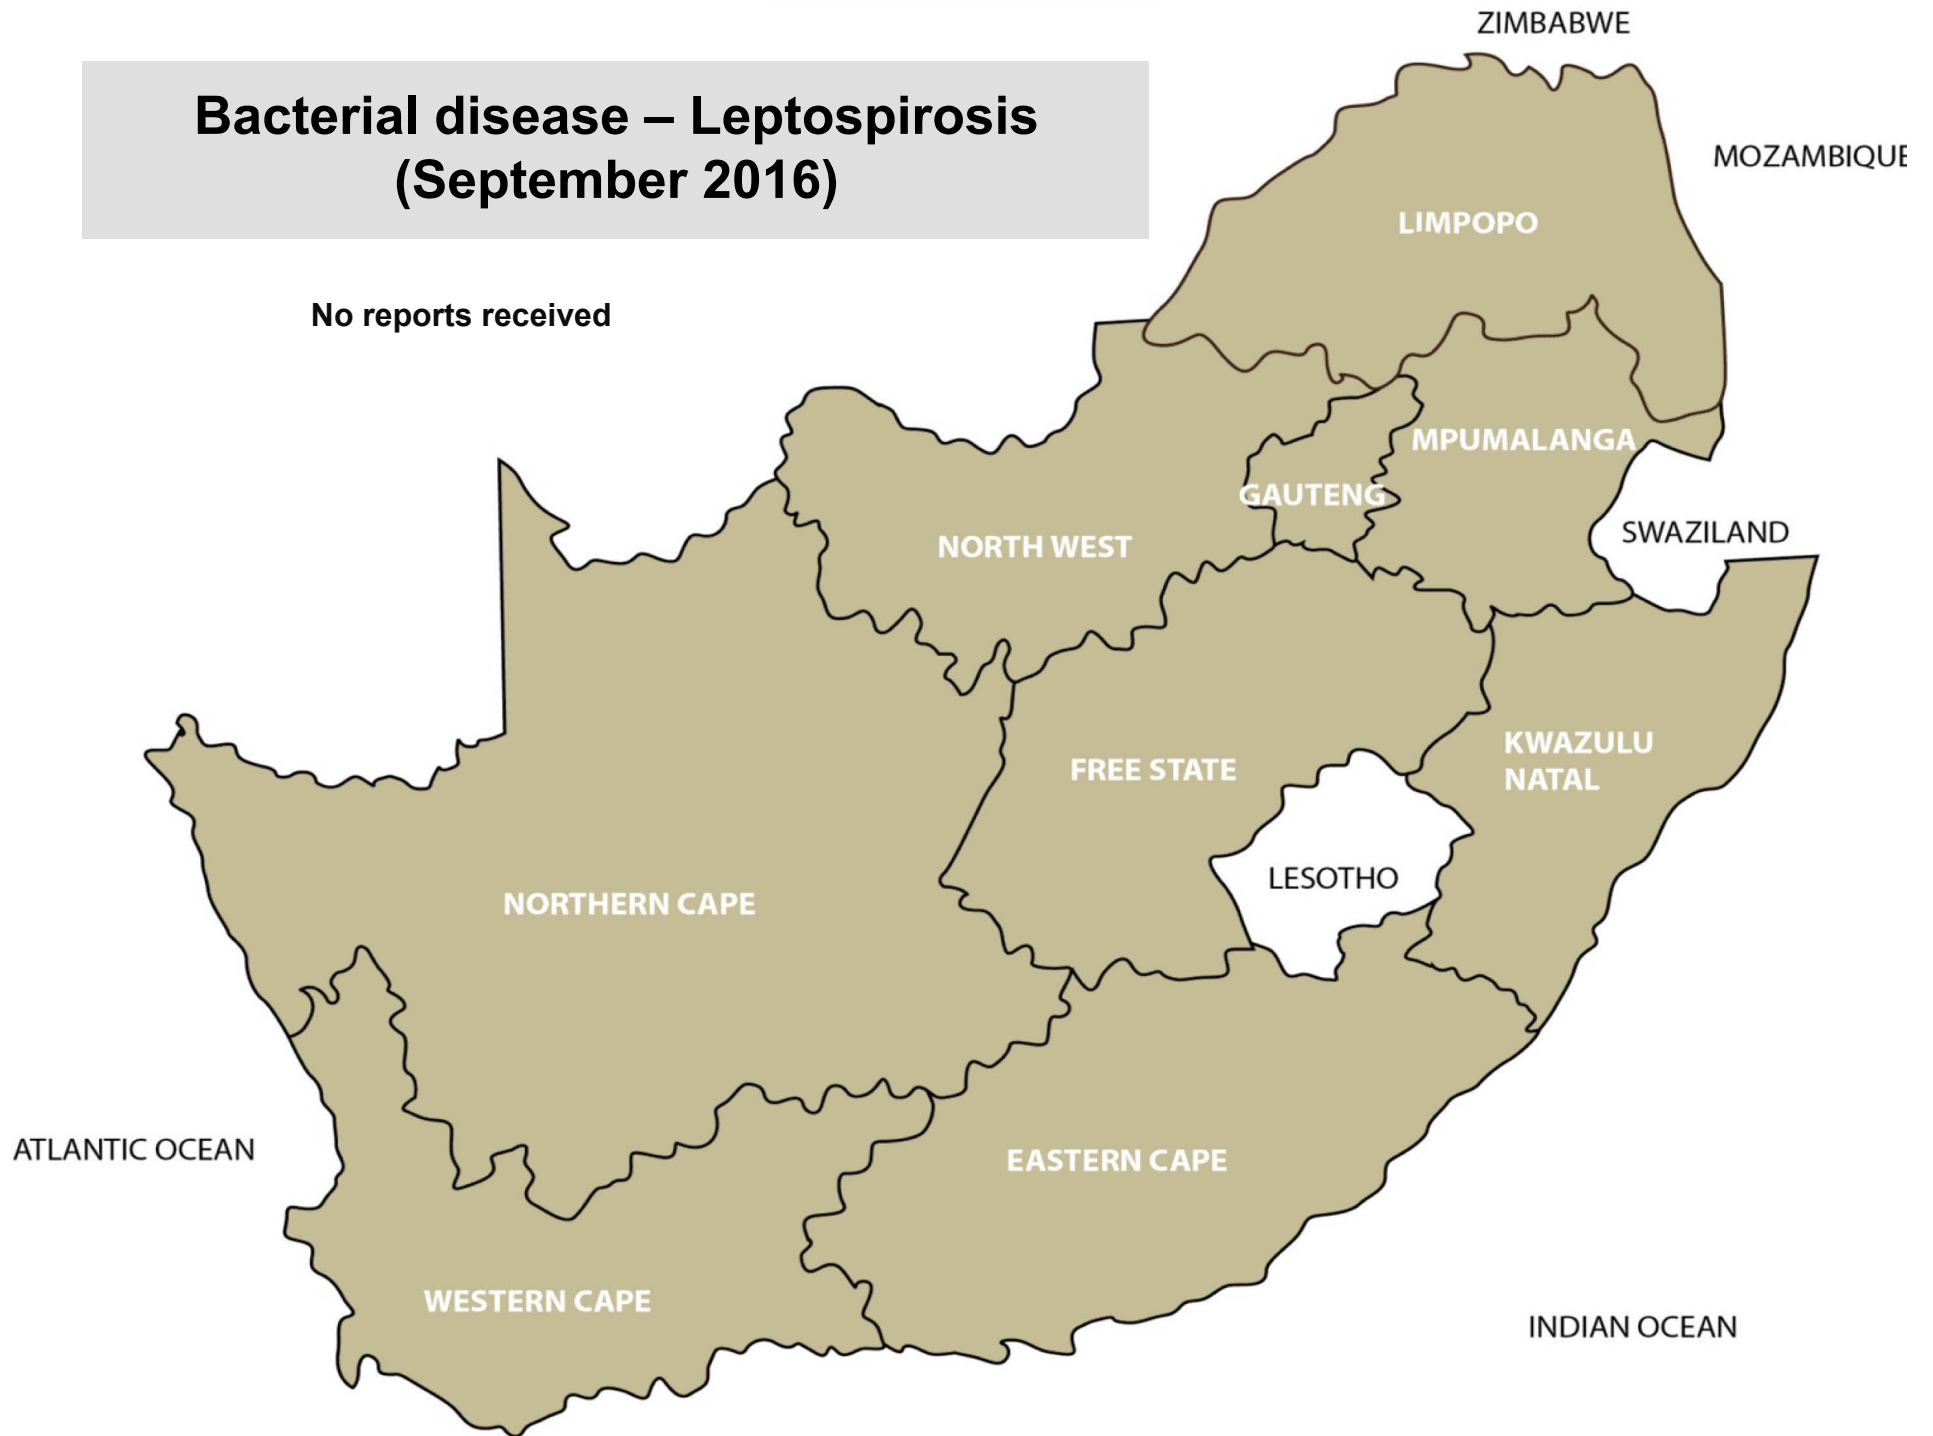 ZIMBABWE
Bacterial disease – Leptospirosis
(September 2016)
MOZAMBIQUE
LIMPOPO
No reports received
MPUMALANGA
GAUTENG
SWAZILAND
NORTH WEST
KWAZULU
NATAL
FREE STATE
LESOTHO
NORTHERN CAPE
ATLANTIC OCEAN
EASTERN CAPE
WESTERN CAPE
INDIAN OCEAN